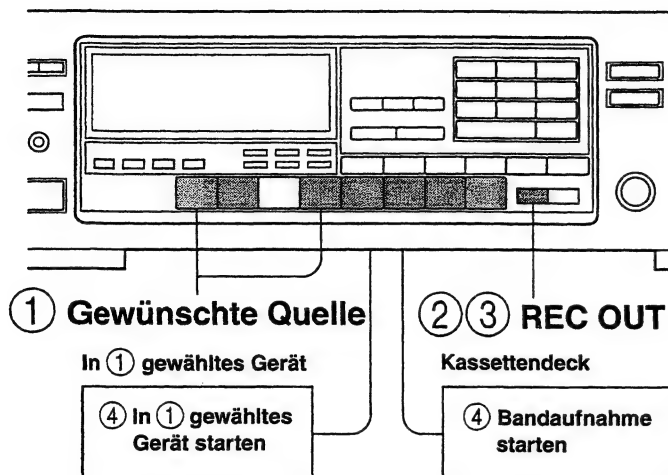 ① Gewünschte Quelle
②③ REC OUT
In ① gewähltes Gerät
Kassettendeck
④ In ① gewähltes
Gerät starten
④ Bandaufnahme
starten